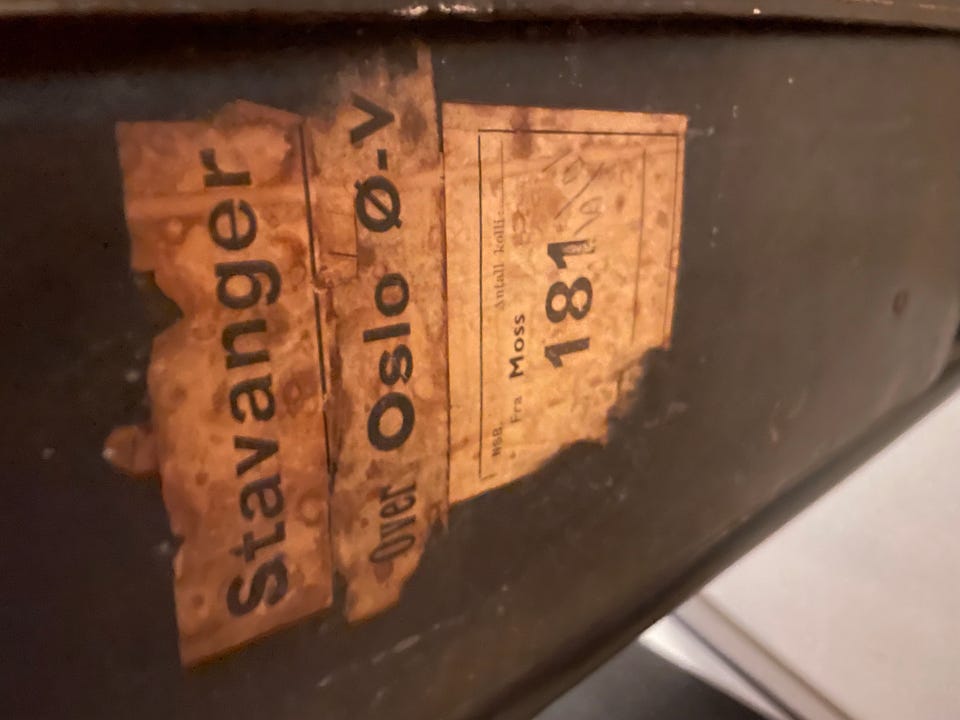 Stavanger
Over Oslo Ø-V
NSB. Antall kolli:
Fra Moss
181